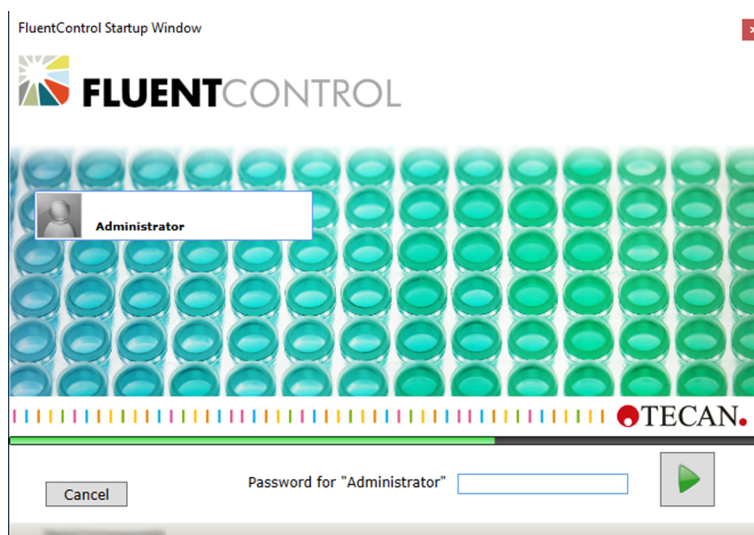 FluentControl Startup Window
FLUENTCONTROL
Administrator
TECAN.
Password for "Administrator"
Cancel